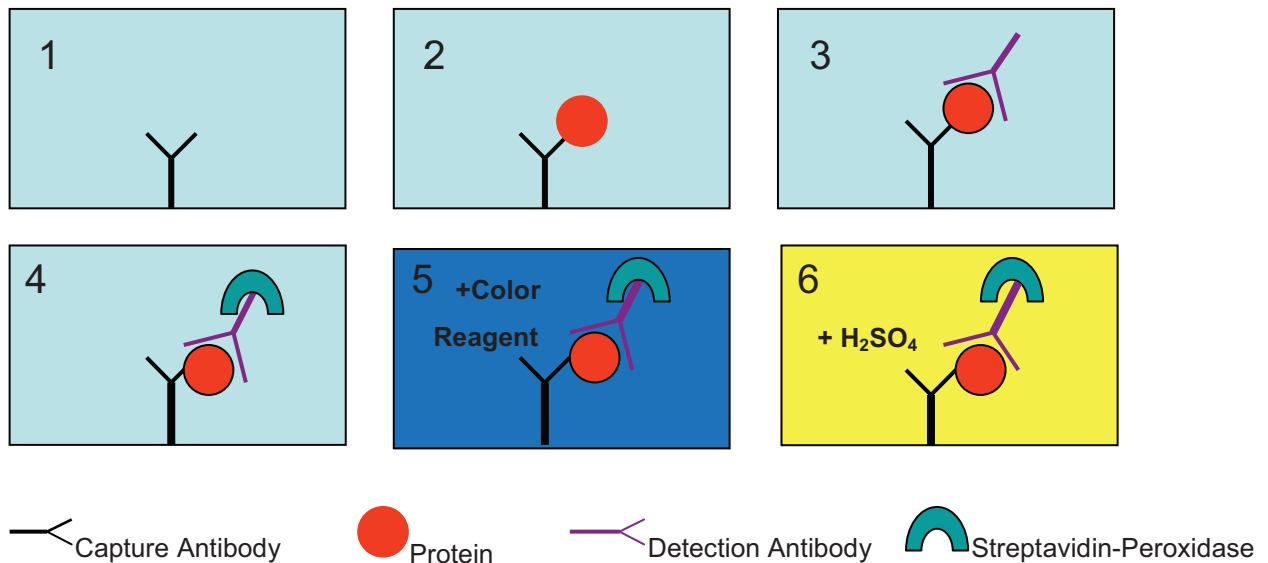 1
2
3
4
5
+Color
Reagent
6
+ H₂SO₄
Capture Antibody
Protein
Detection Antibody
Streptavidin-Peroxidase